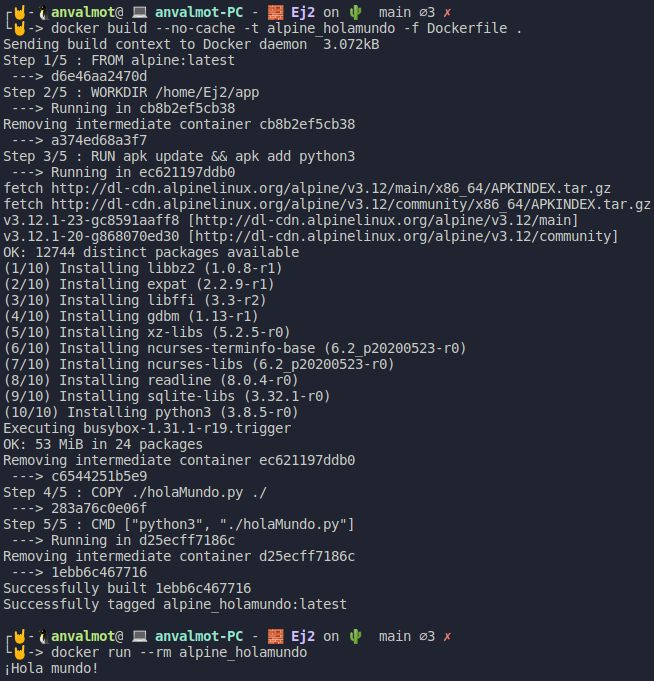 ┌🤘-🐧anvalmot@ 💻 anvalmot-PC - 🧱 Ej2 on 🌵  main ∅3 ✗
└🤘-> docker build --no-cache -t alpine_holamundo -f Dockerfile .
Sending build context to Docker daemon  3.072kB
Step 1/5 : FROM alpine:latest
 ---> d6e46aa2470d
Step 2/5 : WORKDIR /home/Ej2/app
 ---> Running in cb8b2ef5cb38
Removing intermediate container cb8b2ef5cb38
 ---> a374ed68a3f7
Step 3/5 : RUN apk update && apk add python3
 ---> Running in ec621197ddb0
fetch http://dl-cdn.alpinelinux.org/alpine/v3.12/main/x86_64/APKINDEX.tar.gz
fetch http://dl-cdn.alpinelinux.org/alpine/v3.12/community/x86_64/APKINDEX.tar.gz
v3.12.1-23-gc8591aaff8 [http://dl-cdn.alpinelinux.org/alpine/v3.12/main]
v3.12.1-20-g868070ed30 [http://dl-cdn.alpinelinux.org/alpine/v3.12/community]
OK: 12744 distinct packages available
(1/10) Installing libbz2 (1.0.8-r1)
(2/10) Installing expat (2.2.9-r1)
(3/10) Installing libffi (3.3-r2)
(4/10) Installing gdbm (1.13-r1)
(5/10) Installing xz-libs (5.2.5-r0)
(6/10) Installing ncurses-terminfo-base (6.2_p20200523-r0)
(7/10) Installing ncurses-libs (6.2_p20200523-r0)
(8/10) Installing readline (8.0.4-r0)
(9/10) Installing sqlite-libs (3.32.1-r0)
(10/10) Installing python3 (3.8.5-r0)
Executing busybox-1.31.1-r19.trigger
OK: 53 MiB in 24 packages
Removing intermediate container ec621197ddb0
 ---> c6544251b5e9
Step 4/5 : COPY ./holaMundo.py ./
 ---> 283a76c0e06f
Step 5/5 : CMD ["python3", "./holaMundo.py"]
 ---> Running in d25ecff7186c
Removing intermediate container d25ecff7186c
 ---> 1ebb6c467716
Successfully built 1ebb6c467716
Successfully tagged alpine_holamundo:latest
┌🤘-🐧anvalmot@ 💻 anvalmot-PC - 🧱 Ej2 on 🌵  main ∅3 ✗
└🤘-> docker run --rm alpine_holamundo
¡Hola mundo!